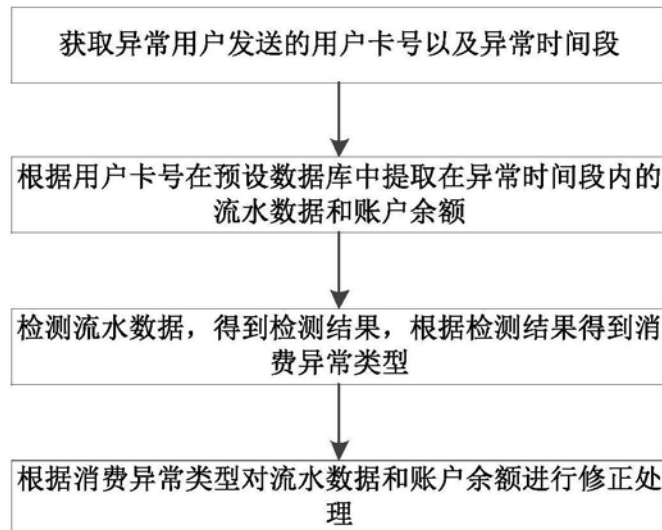 获取异常用户发送的用户卡号以及异常时间段
根据用户卡号在预设数据库中提取在异常时间段内的
流水数据和账户余额
检测流水数据，得到检测结果，根据检测结果得到消
费异常类型
根据消费异常类型对流水数据和账户余额进行修正处
理